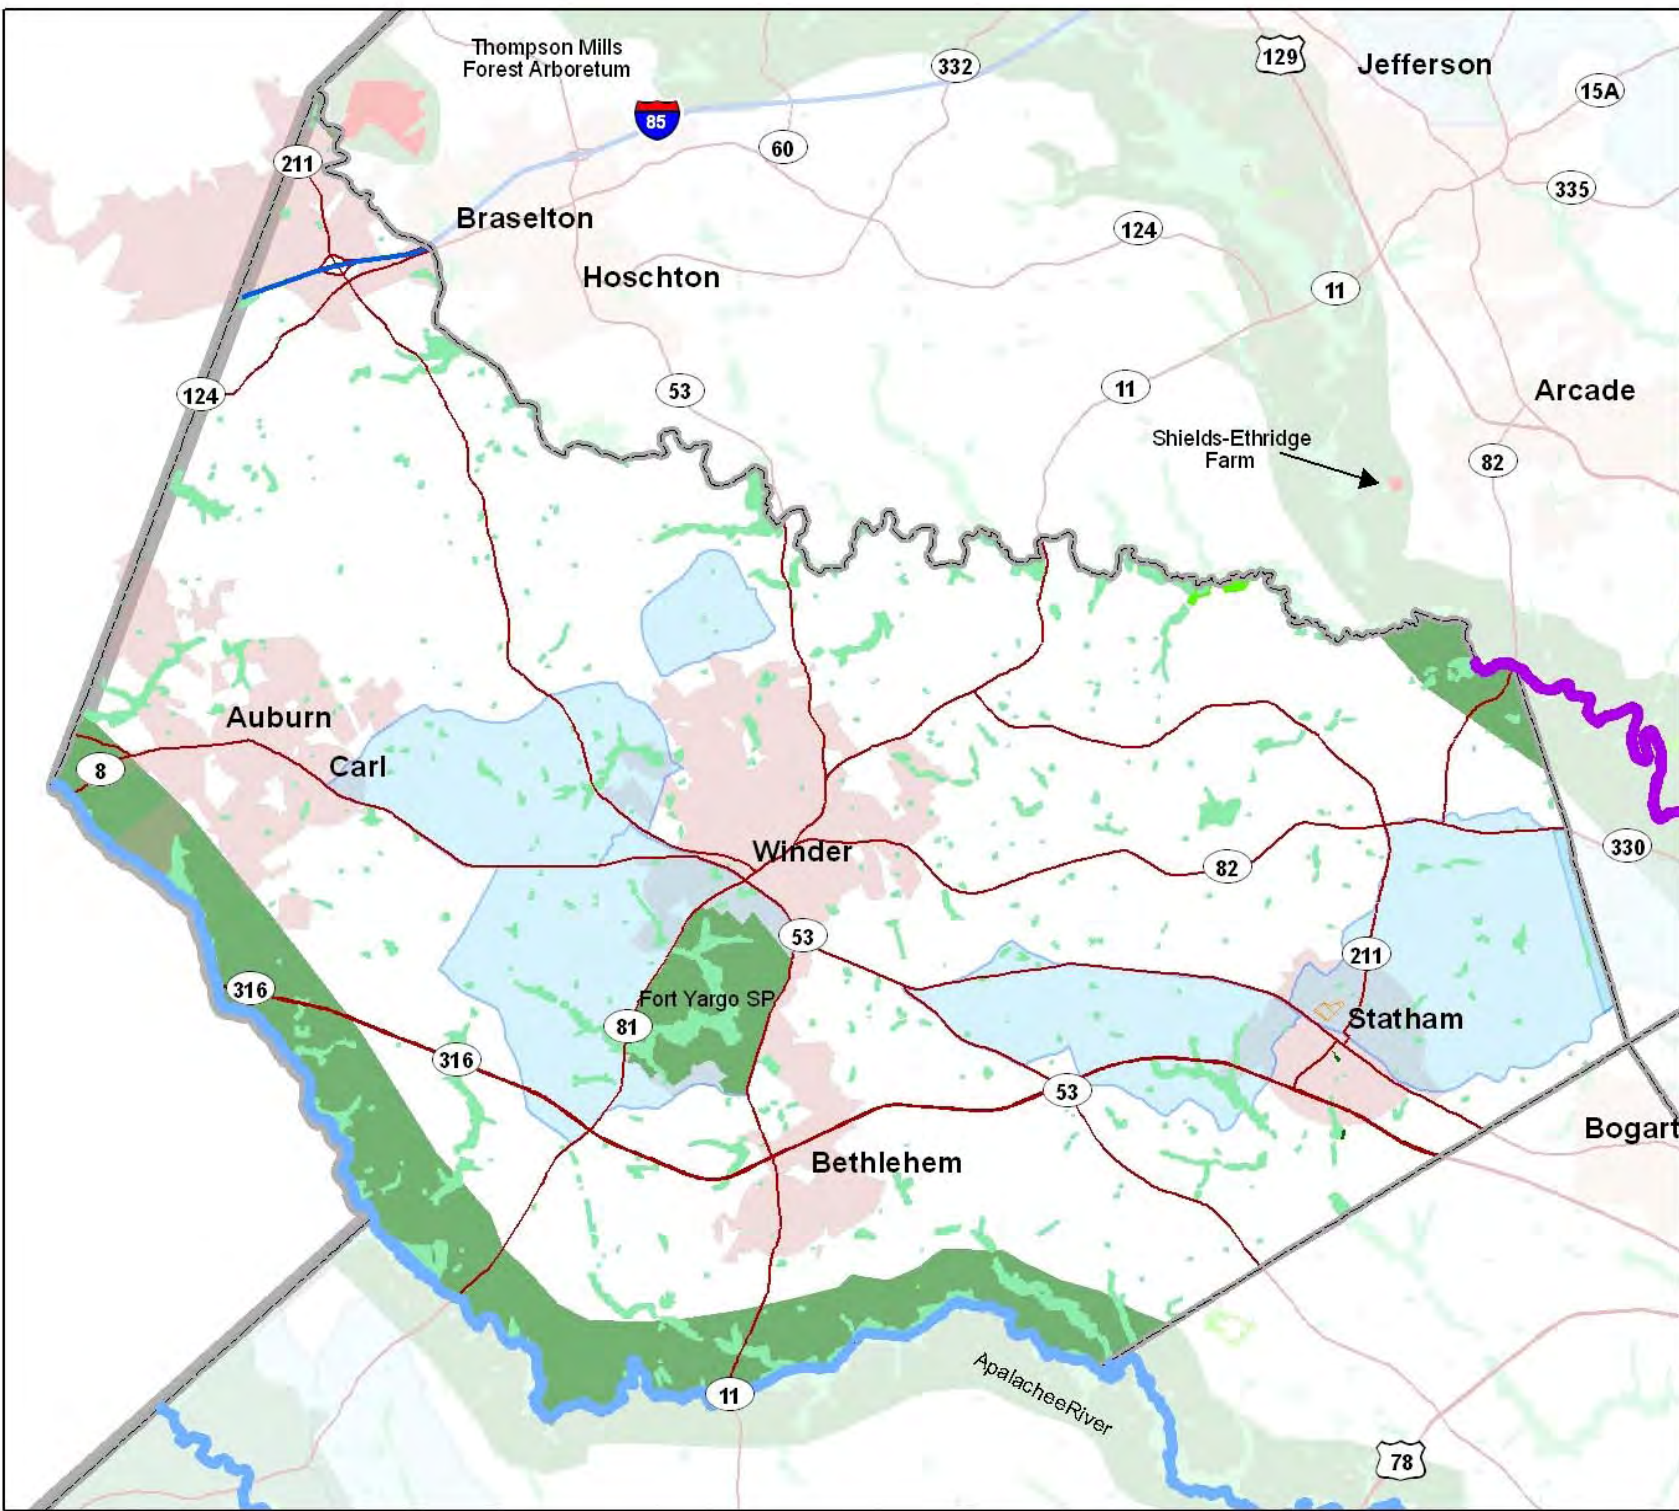 Thompson Mills
Forest Arboretum
332
129
Jefferson
15A
85
60
211
335
Braselton
124
Hoschton
11
124
53
11
Arcade
Shields-Ethridge
Farm
82
Auburn
Carl
8
Winder
330
82
53
211
316
Fort Yargo SP
81
Statham
316
53
Bogart
Bethlehem
ApalacheeRiver
11
78